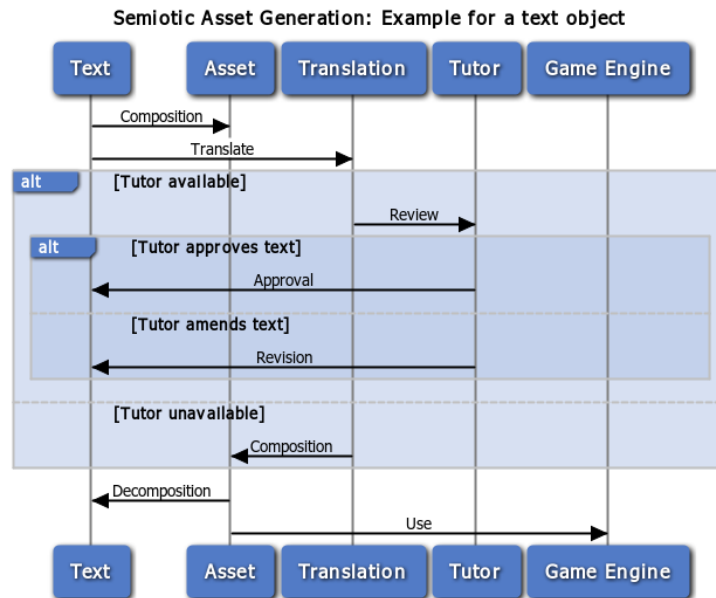 Semiotic Asset Generation: Example for a text object
Text Asset Translation Tutor Game Engine
Composition
Translate
alt [Tutor available]
Review
alt [Tutor approves text]
Approval
[Tutor amends text]
Revision
[Tutor unavailable]
Composition
Decomposition
Use
Text Asset Translation Tutor Game Engine